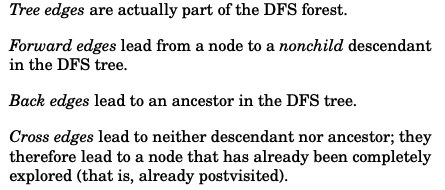 Tree edges are actually part of the DFS forest.
Forward edges lead from a node to a nonchild descendant
in the DFS tree.
Back edges lead to an ancestor in the DFS tree.
Cross edges lead to neither descendant nor ancestor; they
therefore lead to a node that has already been completely
explored (that is, already postvisited).